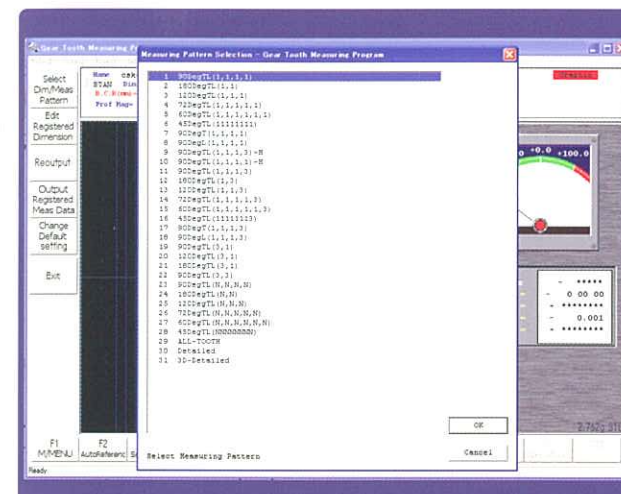 Gear Tooth Measuring P
Measuring Pattern Selection - Gear Tooth Measuring Program
Select
Dim/Meas
Pattern
Edit
Registered
Dimension
Reoutput
Output
Registered
Meas Data
Change
Default
setting
Exit
Name csk
STAN Din
Prof Mag=
1 90DegTL(1,1,1,1)
2 180DegTL(1,1)
3 120DegTL(1,1,1)
4 72DegTL(1,1,1,1,1)
5 60DegTL(1,1,1,1,1,1)
6 45DegTL(11111111)
7 90DegT(1,1,1,1)
8 90DegL(1,1,1,1)
9 90DegTL(1,1,1,3)-M
10 90DegTL(1,1,1,1)-M
11 90DegTL(1,1,1,3)
12 180DegTL(1,3)
13 120DegTL(1,1,3)
14 72DegTL(1,1,1,1,3)
15 60DegTL(1,1,1,1,1,3)
16 45DegTL(11111113)
17 90DegT(1,1,1,3)
18 90DegL(1,1,1,3)
19 90DegTL(3,1)
20 120DegTL(3,1)
21 180DegTL(3,1)
22 90DegTL(3,3)
23 90DegTL(N,N,N,N)
24 180DegTL(N,N)
25 120DegTL(N,N,N)
26 72DegTL(N,N,N,N,N)
27 60DegTL(N,N,N,N,N,N)
28 45DegTL(NNNNNNNN)
29 ALL-TOOTH
30 Detailed
31 3D-Detailed
0 +0.0 +100.0
- *****
- 0 00 00
- ********
- 0.001
- ********
OK
Cancel
Select Measuring Pattern
F1
M/MENU
F2
AutoReferenc
Ready